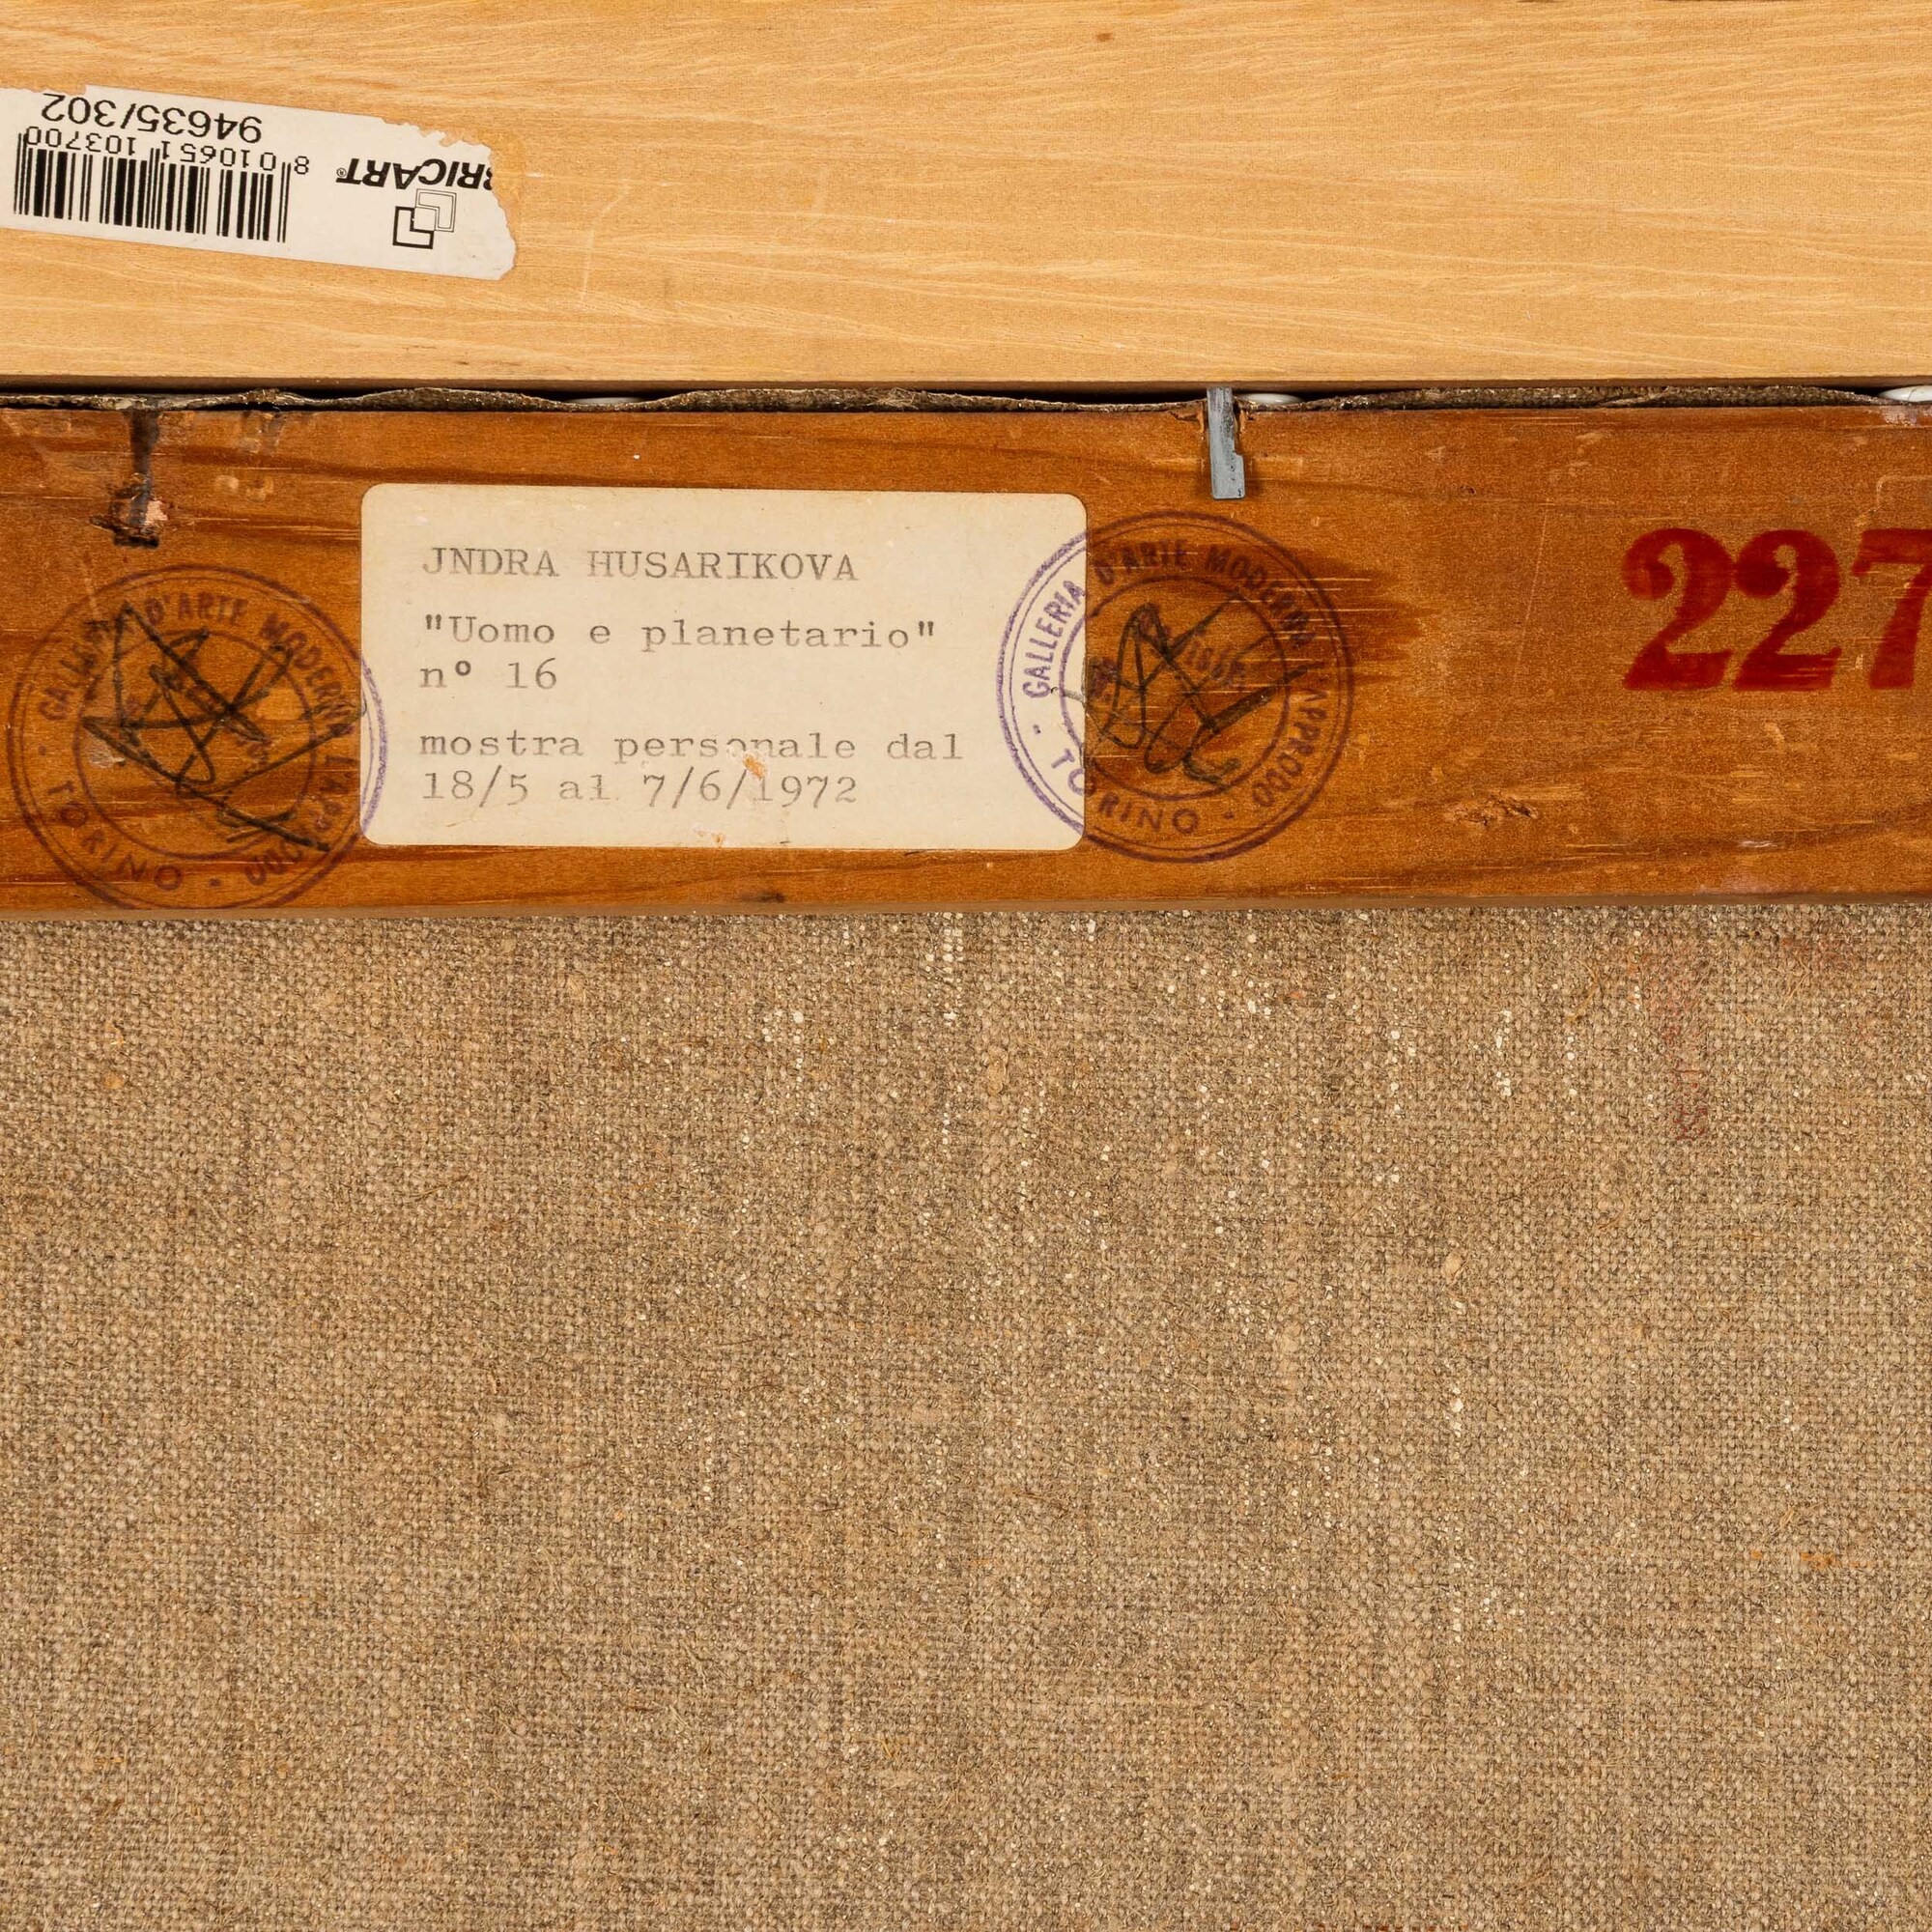 RICART®
8 010651 103700
94635/302
JNDRA HUSARIKOVA
"Uomo e planetario"
n° 16
mostra personale dal
18/5 al 7/6/1972
GALLERIA D'ARTE MODERNA L'APPRODO
· TORINO ·
GALLERIA D'ARTE MODERNA L'APPRODO
· TORINO ·
227